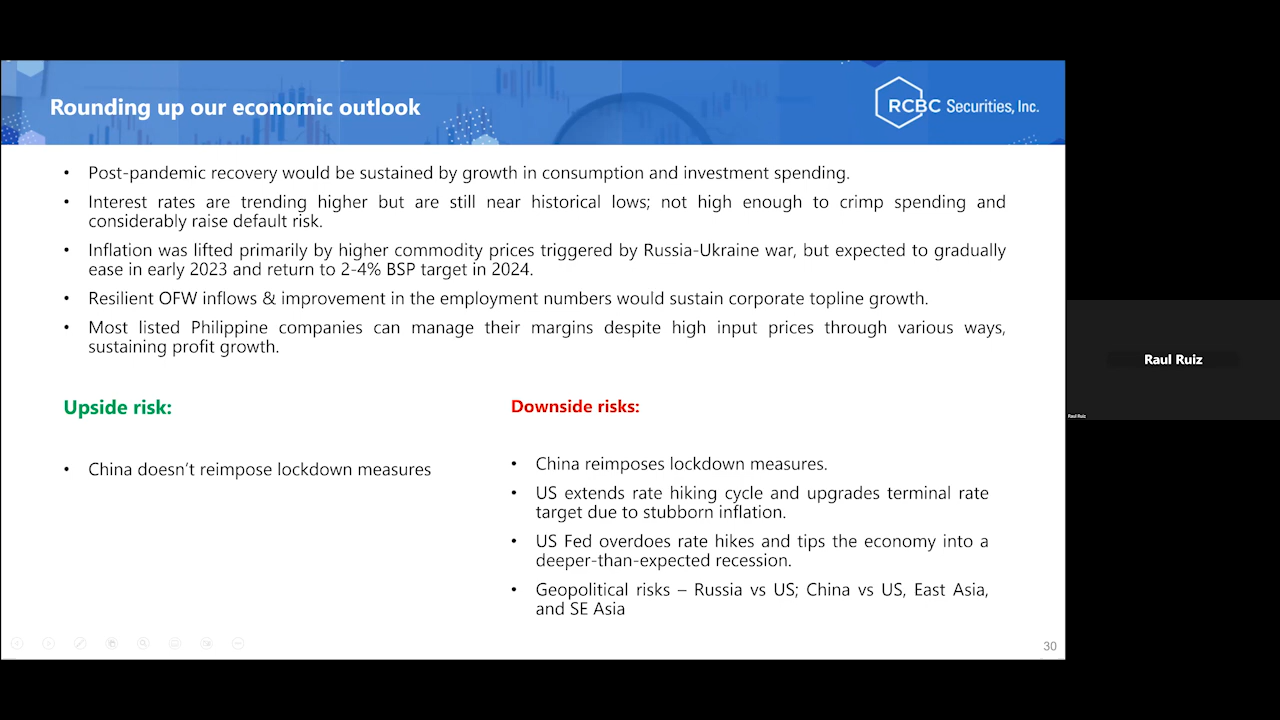 Rounding up our economic outlook
RCBC Securities, Inc.
• Post-pandemic recovery would be sustained by growth in consumption and investment spending.
• Interest rates are trending higher but are still near historical lows; not high enough to crimp spending and
considerably raise default risk.
• Inflation was lifted primarily by higher commodity prices triggered by Russia-Ukraine war, but expected to gradually
ease in early 2023 and return to 2-4% BSP target in 2024.
• Resilient OFW inflows & improvement in the employment numbers would sustain corporate topline growth.
• Most listed Philippine companies can manage their margins despite high input prices through various ways,
sustaining profit growth.
Upside risk:
• China doesn’t reimpose lockdown measures
Downside risks:
• China reimposes lockdown measures.
• US extends rate hiking cycle and upgrades terminal rate
target due to stubborn inflation.
• US Fed overdoes rate hikes and tips the economy into a
deeper-than-expected recession.
• Geopolitical risks – Russia vs US; China vs US, East Asia,
and SE Asia
30
Raul Ruiz
Raul Ruiz